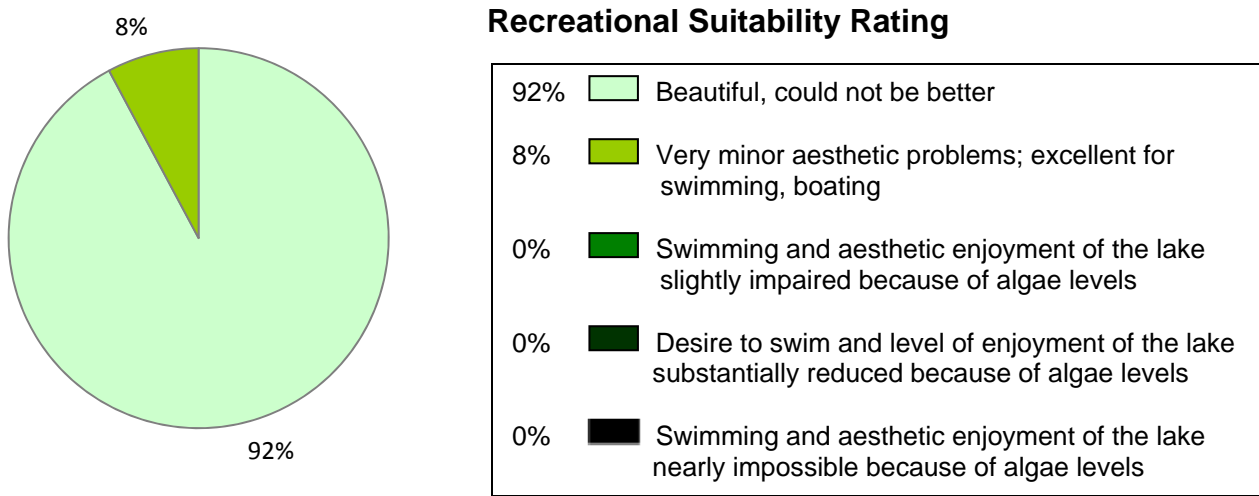 8%
92%
Recreational Suitability Rating
92% Beautiful, could not be better
8% Very minor aesthetic problems; excellent for
swimming, boating
0% Swimming and aesthetic enjoyment of the lake
slightly impaired because of algae levels
0% Desire to swim and level of enjoyment of the lake
substantially reduced because of algae levels
0% Swimming and aesthetic enjoyment of the lake
nearly impossible because of algae levels